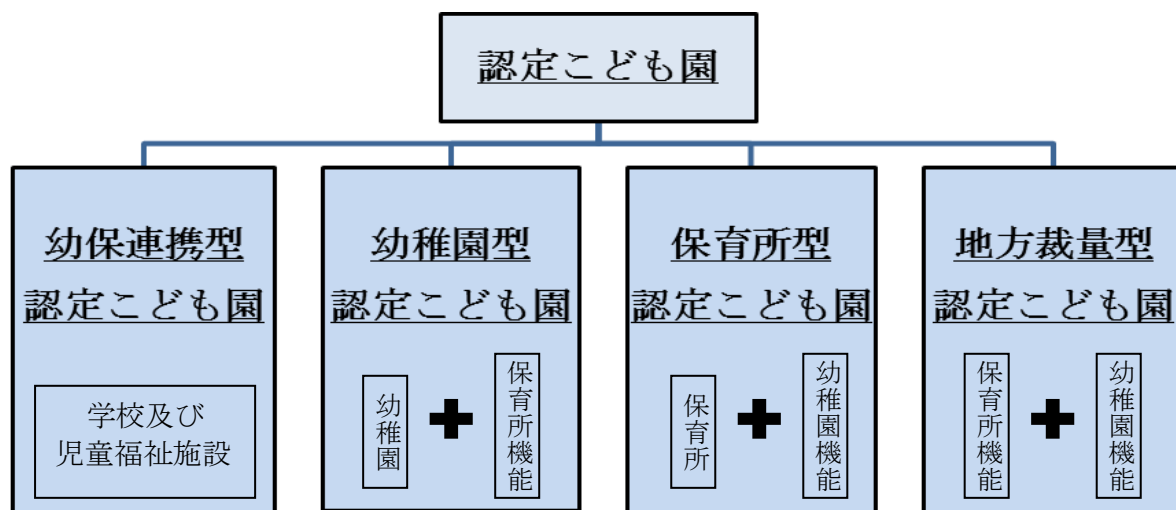 認定こども園
幼保連携型
認定こども園
学校及び
児童福祉施設
幼稚園型
認定こども園
幼稚園
保育所機能
保育所型
認定こども園
保育所
幼稚園機能
地方裁量型
認定こども園
保育所機能
幼稚園機能